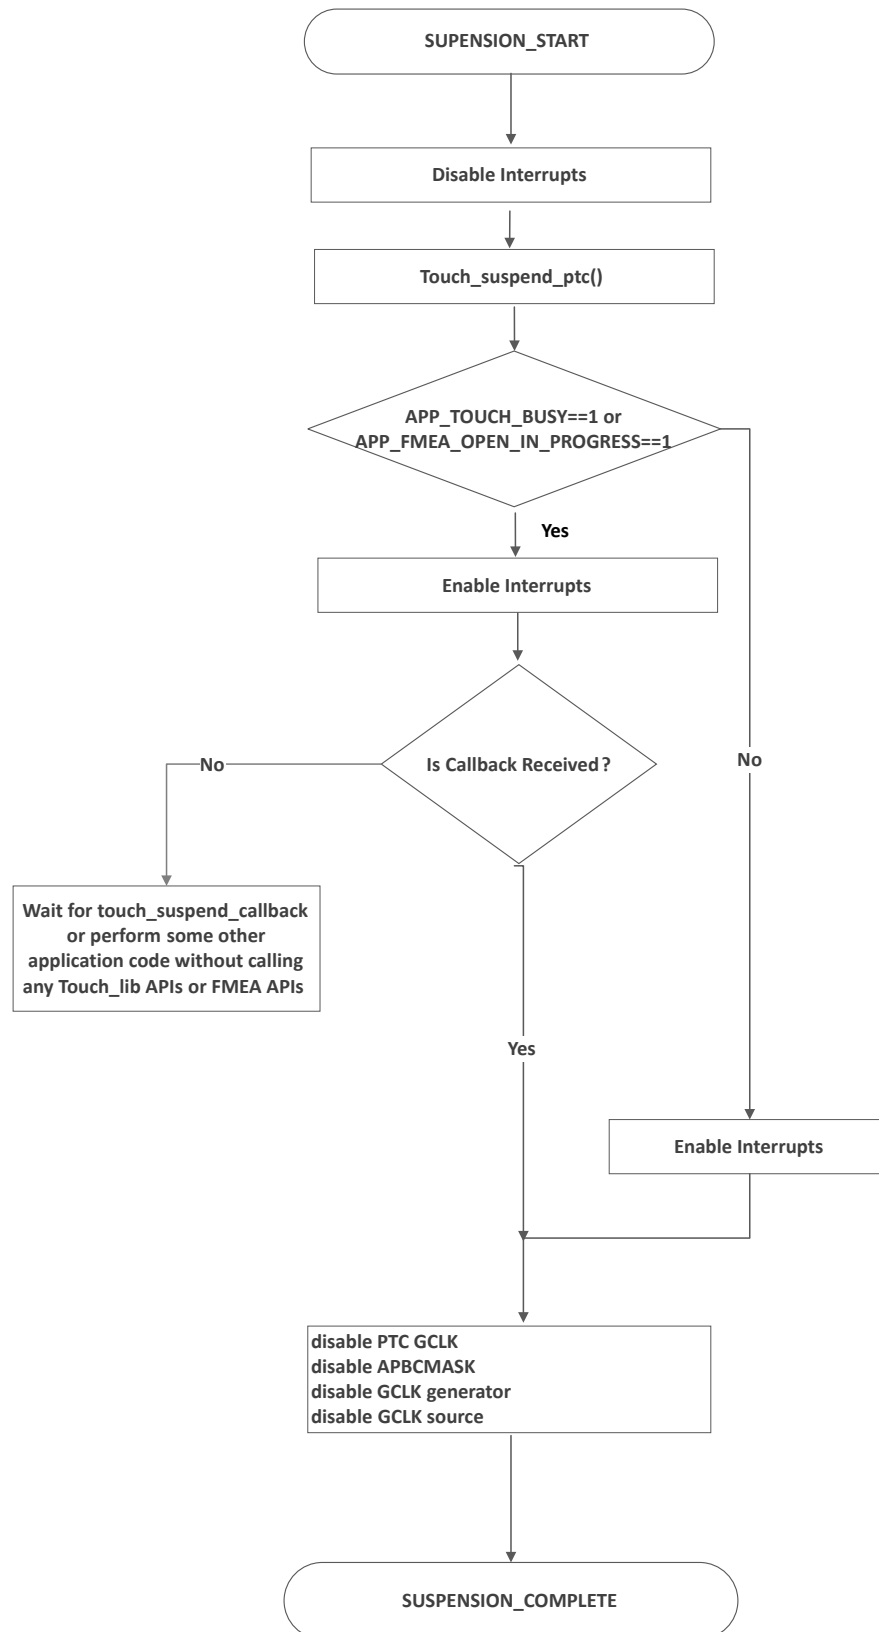 SUPENSION_START
Disable Interrupts
Touch_suspend_ptc()
APP_TOUCH_BUSY==1 or
APP_FMEA_OPEN_IN_PROGRESS==1
Yes
Enable Interrupts
Is Callback Received?
No
No
Wait for touch_suspend_callback
or perform some other
application code without calling
any Touch_lib APIs or FMEA APIs
Yes
Enable Interrupts
disable PTC GCLK
disable APBCMASK
disable GCLK generator
disable GCLK source
SUSPENSION_COMPLETE